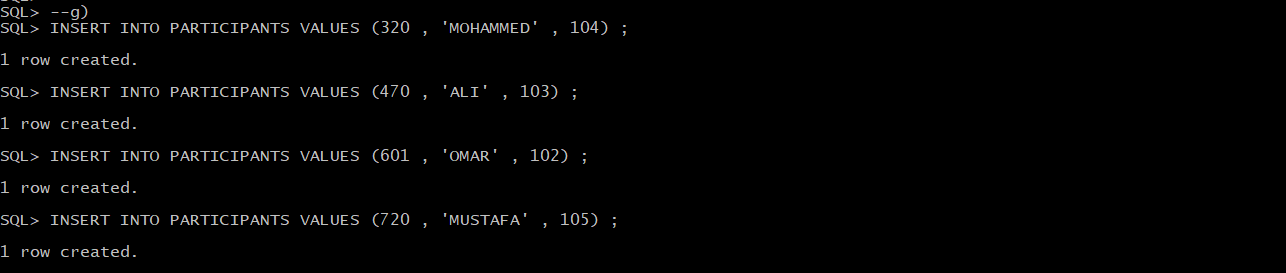 SQL> --g)
SQL> INSERT INTO PARTICIPANTS VALUES (320 , 'MOHAMMED' , 104) ;
1 row created.
SQL> INSERT INTO PARTICIPANTS VALUES (470 , 'ALI' , 103) ;
1 row created.
SQL> INSERT INTO PARTICIPANTS VALUES (601 , 'OMAR' , 102) ;
1 row created.
SQL> INSERT INTO PARTICIPANTS VALUES (720 , 'MUSTAFA' , 105) ;
1 row created.